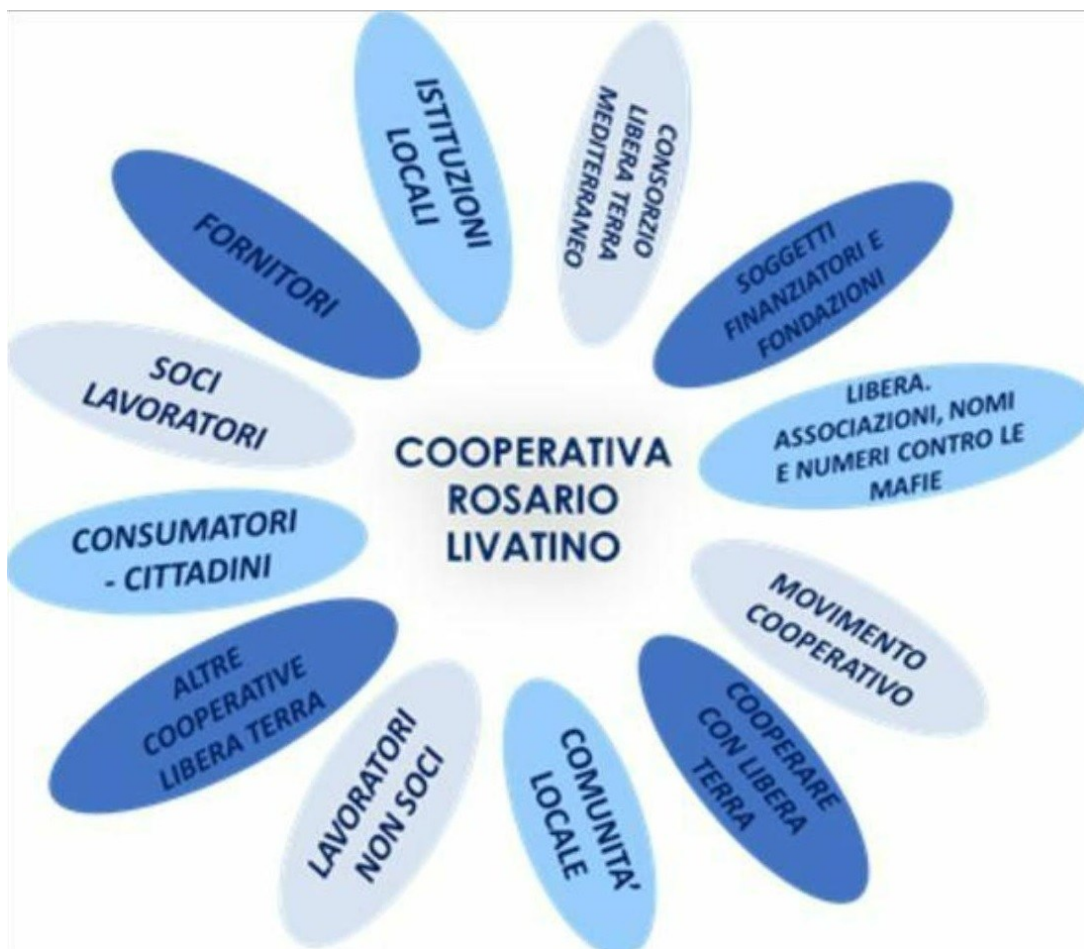 ISTITUZIONI
LOCALI
CONSORZIO
LIBERA TERRA
MEDITERRANEO
SOGGETTI
FINANZIATORI E
FONDAZIONI
LIBERA.
ASSOCIAZIONI, NOMI
E NUMERI CONTRO LE
MAFIE
MOVIMENTO
COOPERATIVO
COOPERARE
CON LIBERA
TERRA
COMUNITA'
LOCALE
LAVORATORI
NON SOCI
ALTRE
COOPERATIVE
LIBERA TERRA
CONSUMATORI
- CITTADINI
SOCI
LAVORATORI
FORNITORI
COOPERATIVA
ROSARIO
LIVATINO